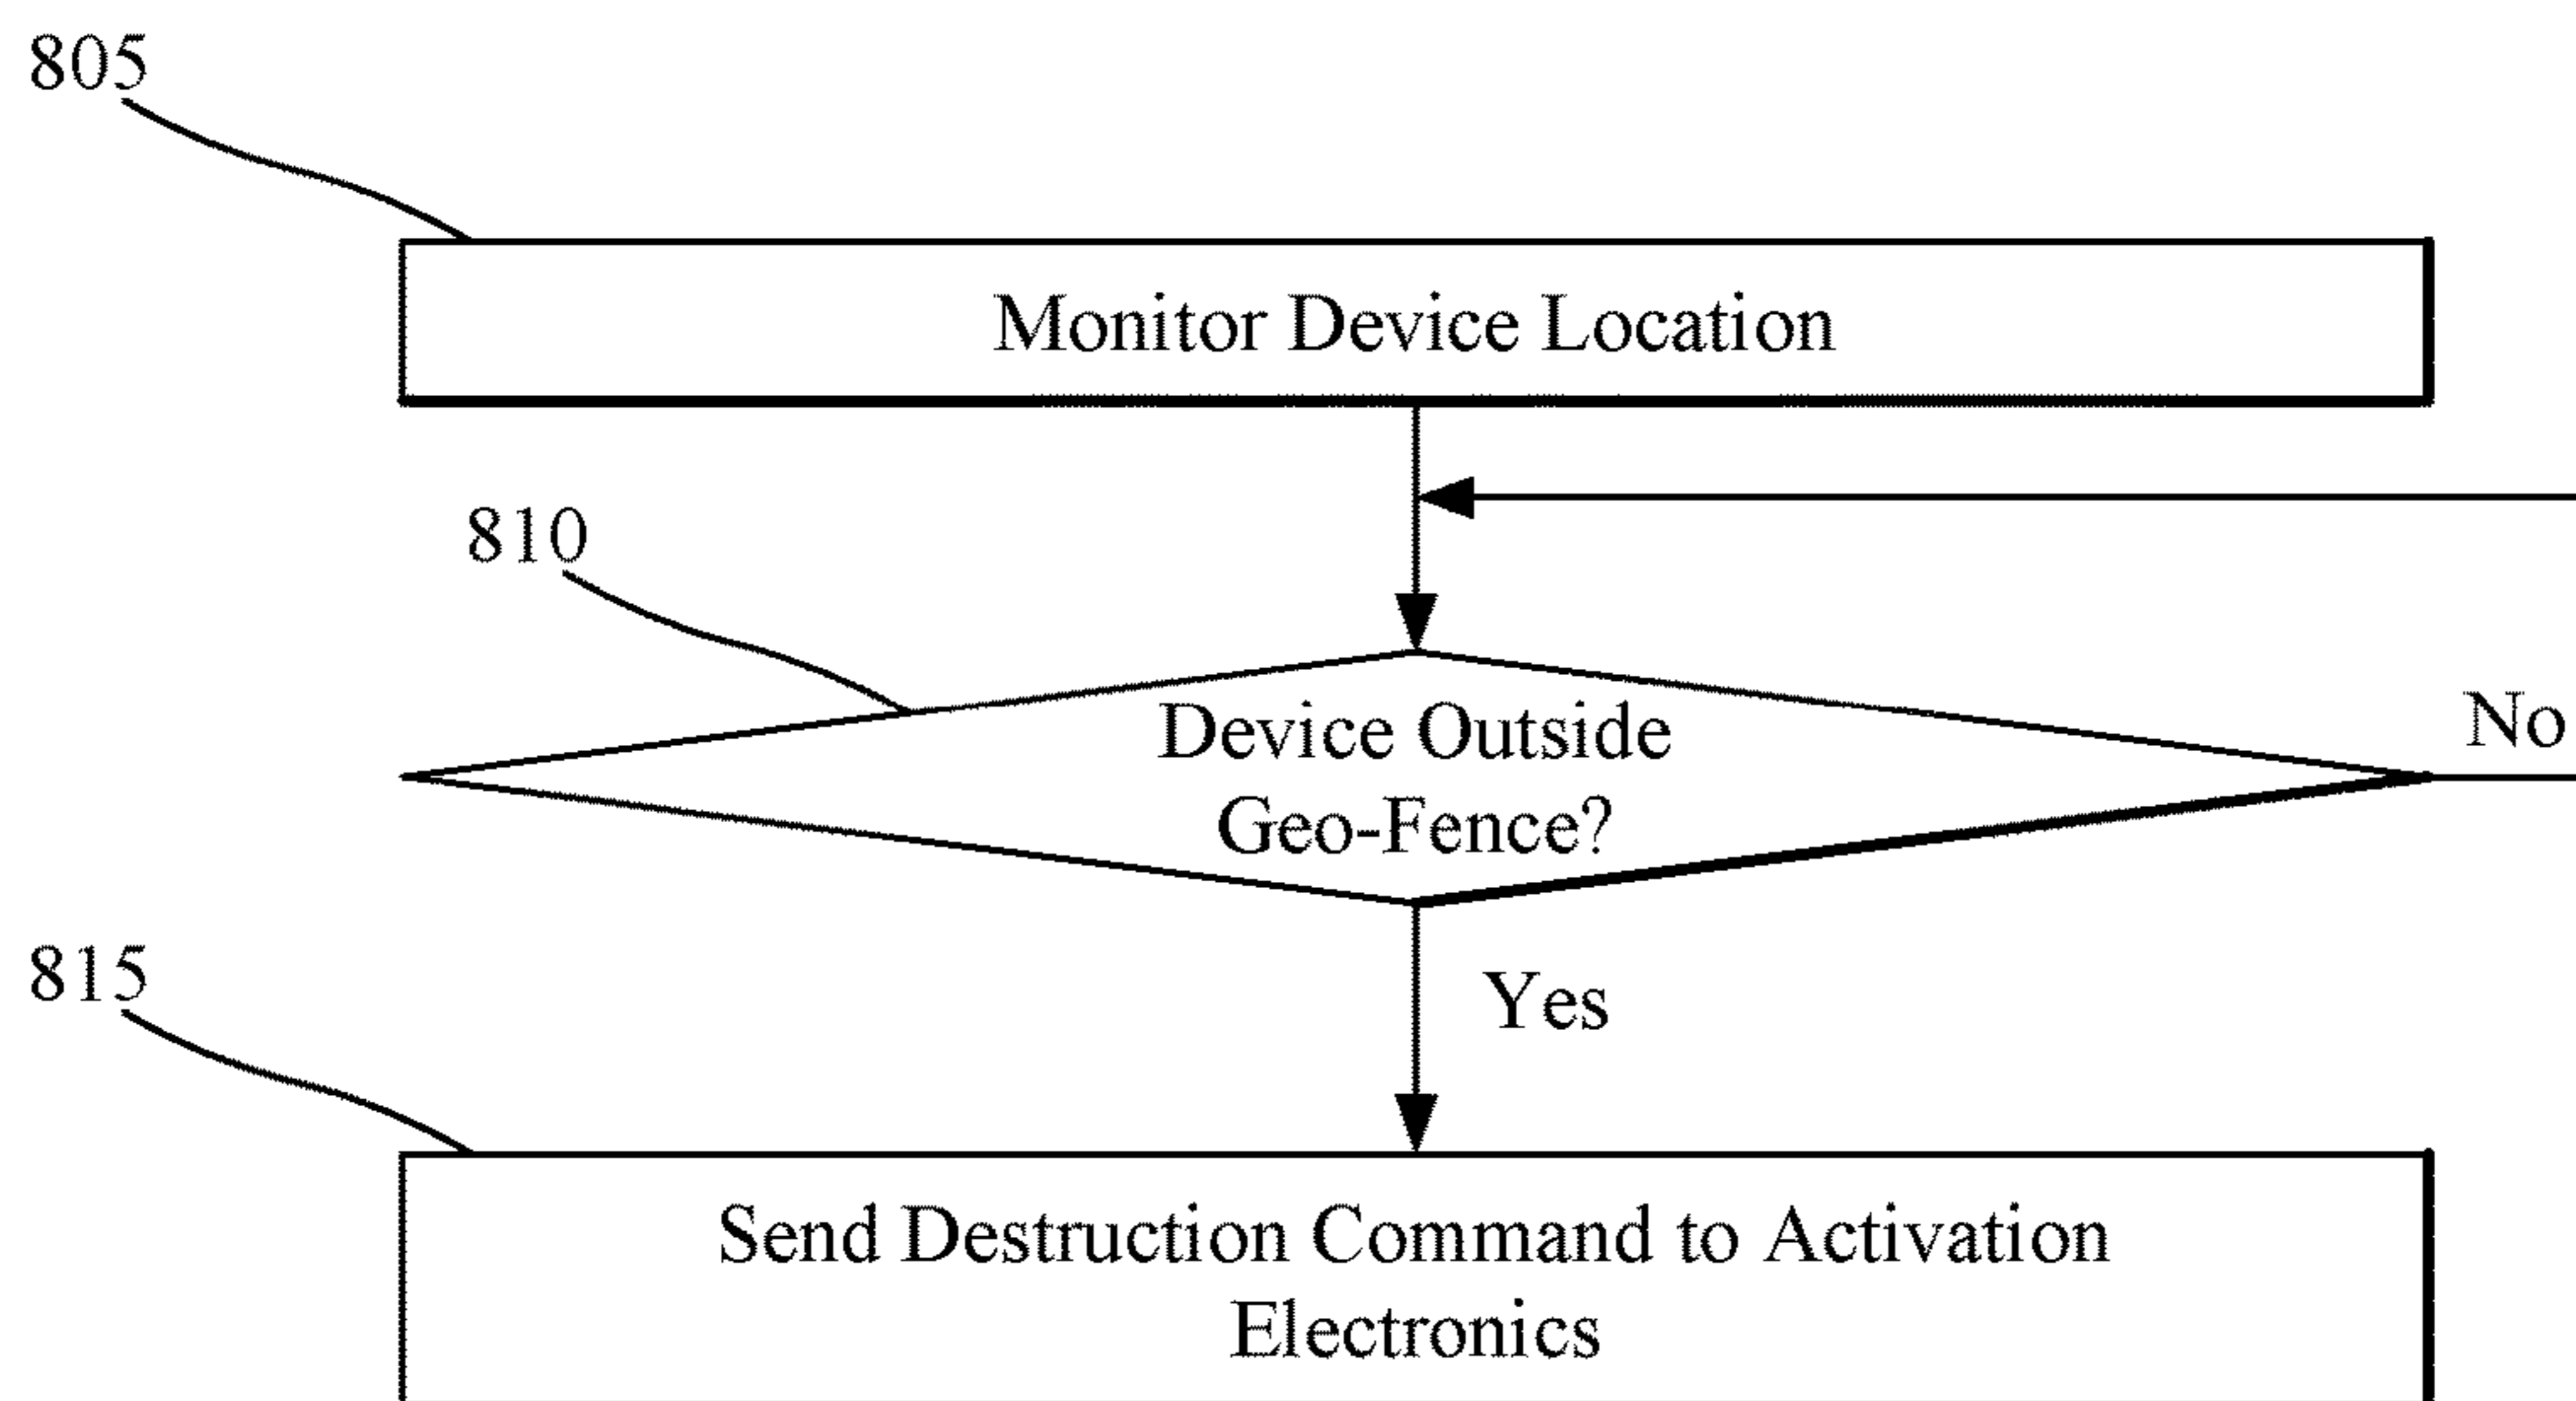 805
Monitor Device Location
810
Device Outside
Geo-Fence?
No
Yes
815
Send Destruction Command to Activation
Electronics